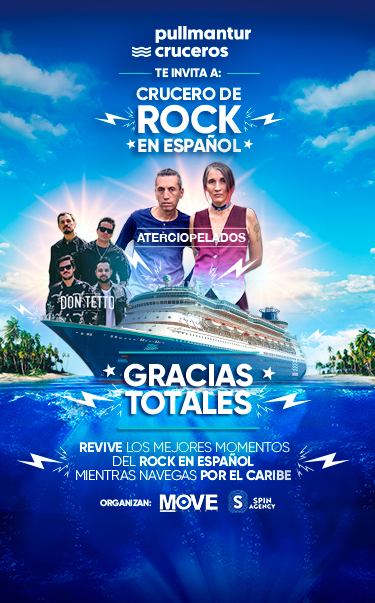 pullmantur
cruceros
TE INVITA A:
CRUCERO DE
ROCK
EN ESPAÑOL
ATERCIOPELADOS
DON TETTO
GRACIAS
TOTALES
REVIVE LOS MEJORES MOMENTOS
DEL ROCK EN ESPAÑOL
MIENTRAS NAVEGAS POR EL CARIBE
ORGANIZAN: MOVE S SPIN
AGENCY